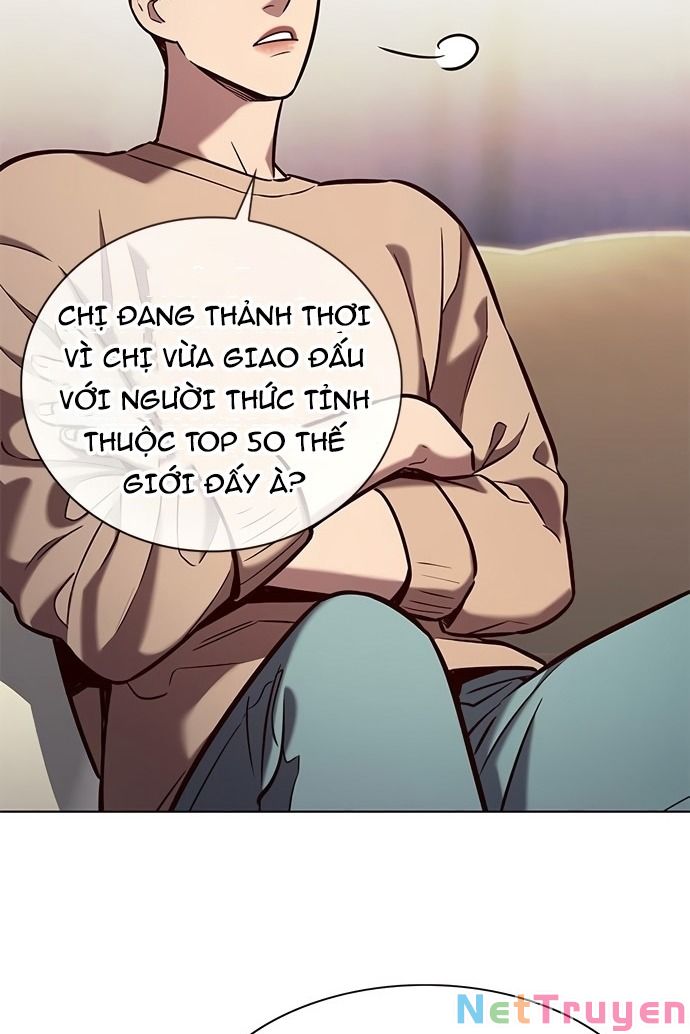 CHỊ ĐANG THẢNH THƠI
VÌ CHỊ VỪA GIAO ĐẤU
VỚI NGƯỜI THỨC TỈNH
THUỘC TOP 50 THẾ
GIỚI ĐẤY À?
NetTruyen